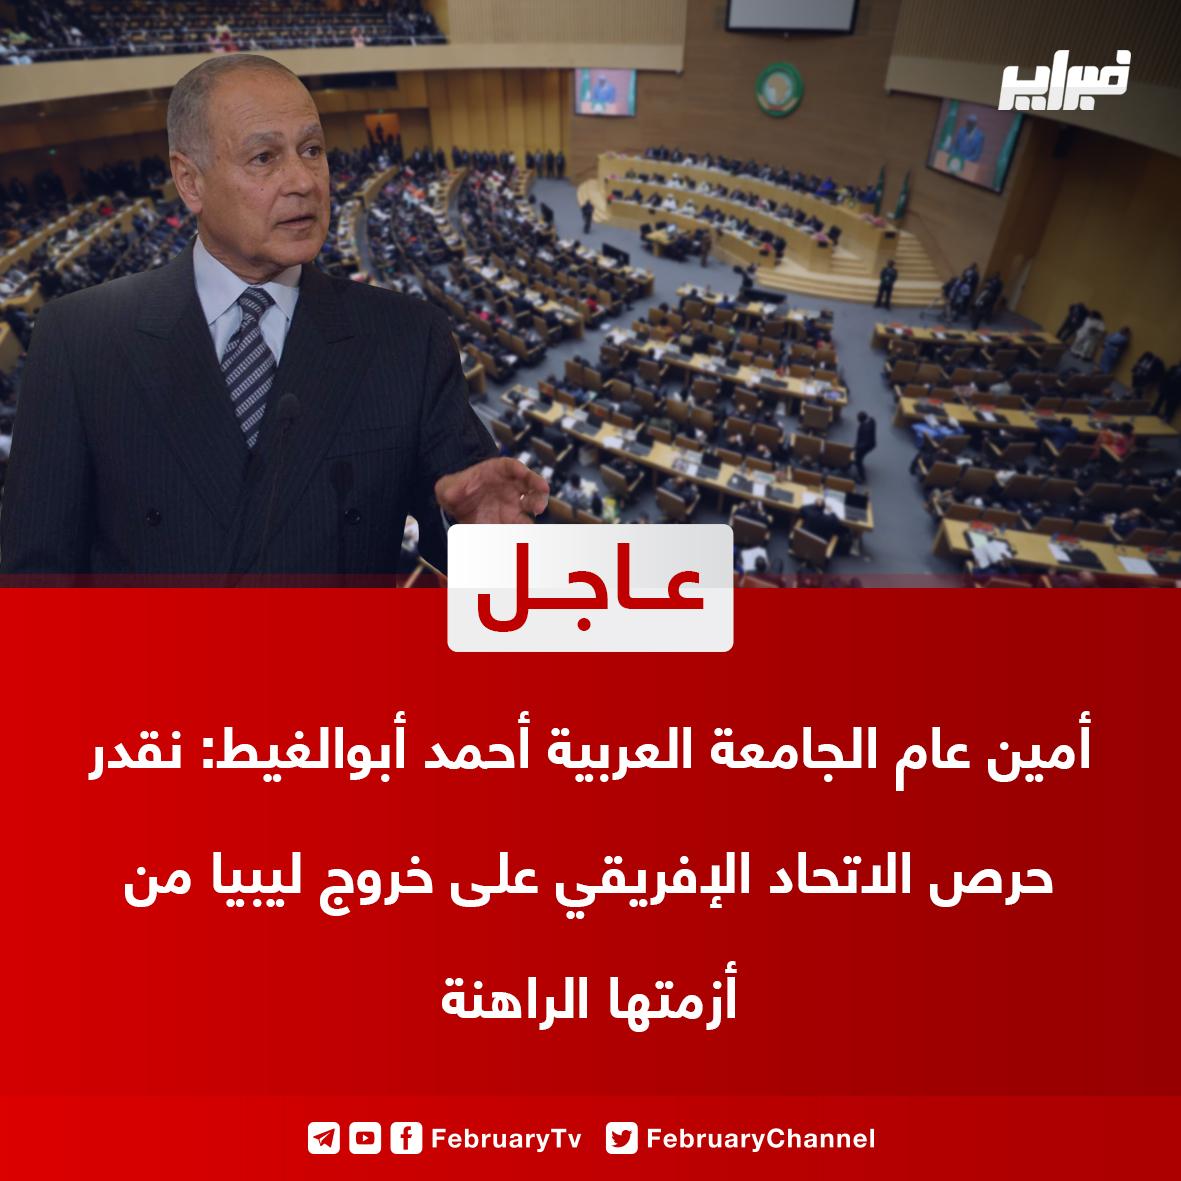 فبراير
عاجل
أمين عام الجامعة العربية أحمد أبوالغيط: نقدر
حرص الاتحاد الإفريقي على خروج ليبيا من
أزمتها الراهنة
FebruaryTv FebruaryChannel